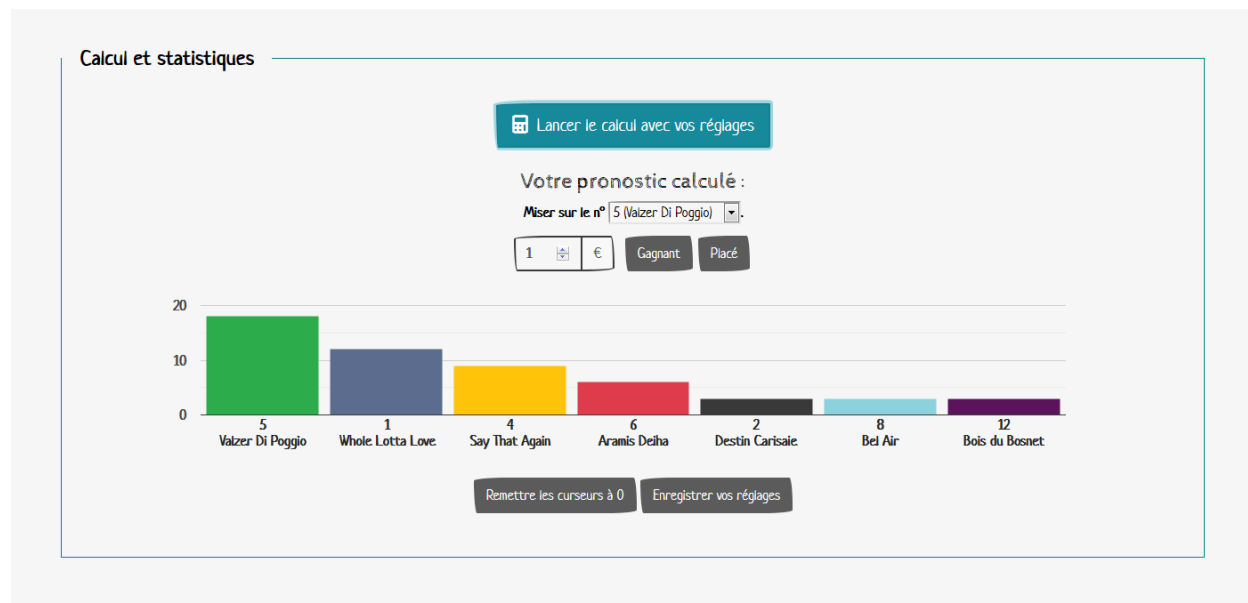 Calcul et statistiques
Lancer le calcul avec vos réglages
Votre pronostic calculé :
Miser sur le n° 5 (Valzer Di Poggio) .
1 € Gagnant Placé
20
10
0
5 1 4 6 2 8 12
Valzer Di Poggio Whole Lotta Love Say That Again Aramis Deiha Destin Carisaie Bel Air Bois du Bosnet
Remettre les curseurs à 0 Enregistrer vos réglages